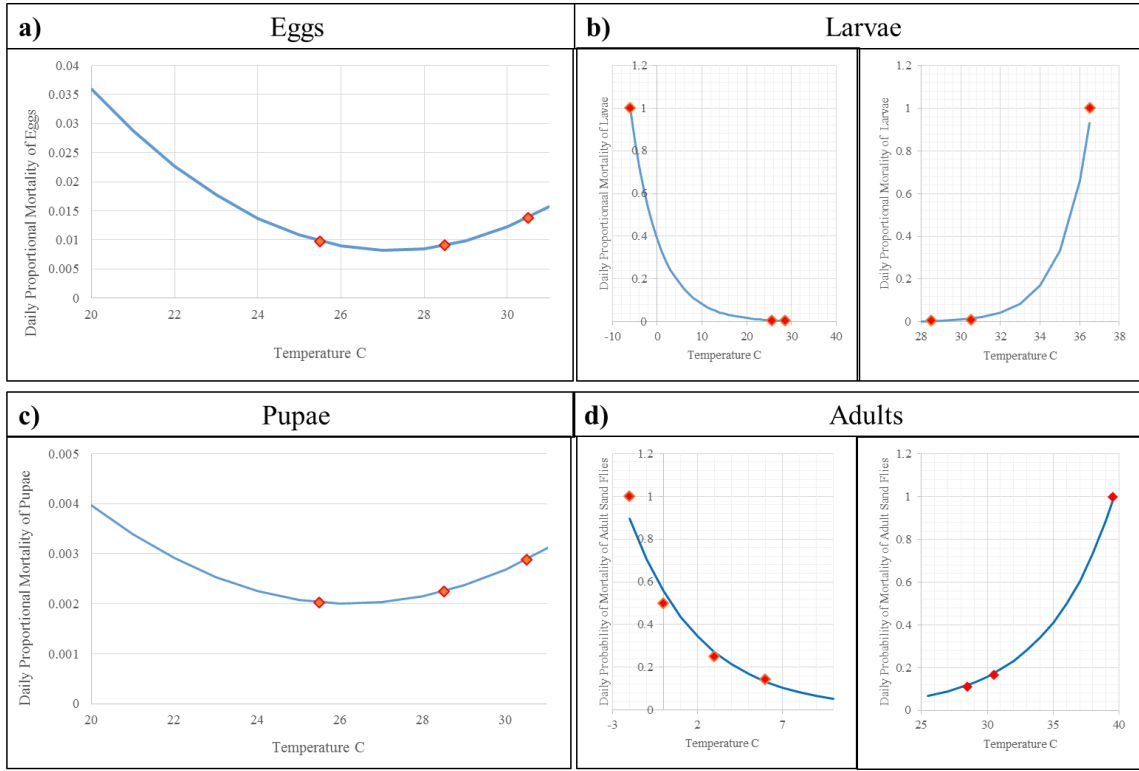 a) Eggs
Daily Proportional Mortality of Eggs
0.04
0.035
0.03
0.025
0.02
0.015
0.01
0.005
0
20 22 24 26 28 30
Temperature C
b) Larvae
Daily Proportionaal Mortality of Lavae
1.2
1
0.8
0.6
0.4
0.2
0
-10 0 10 20 30 40
Temperature C
Daily Proportional Morality of Larvae
1.2
1
0.8
0.6
0.4
0.2
0
28 30 32 34 36 38
Temperature C
c) Pupae
Daily Proportional Mortality of Pupae
0.005
0.004
0.003
0.002
0.001
0
20 22 24 26 28 30
Temperature C
d) Adults
Daily Probability of Mortality of Adult Sand Flies
1.2
1
0.8
0.6
0.4
0.2
0
-3 2 7
Temperature C
Daily Probability of Mortality of Adult Sand Flies
1.2
1
0.8
0.6
0.4
0.2
0
25 30 35 40
Temperature C